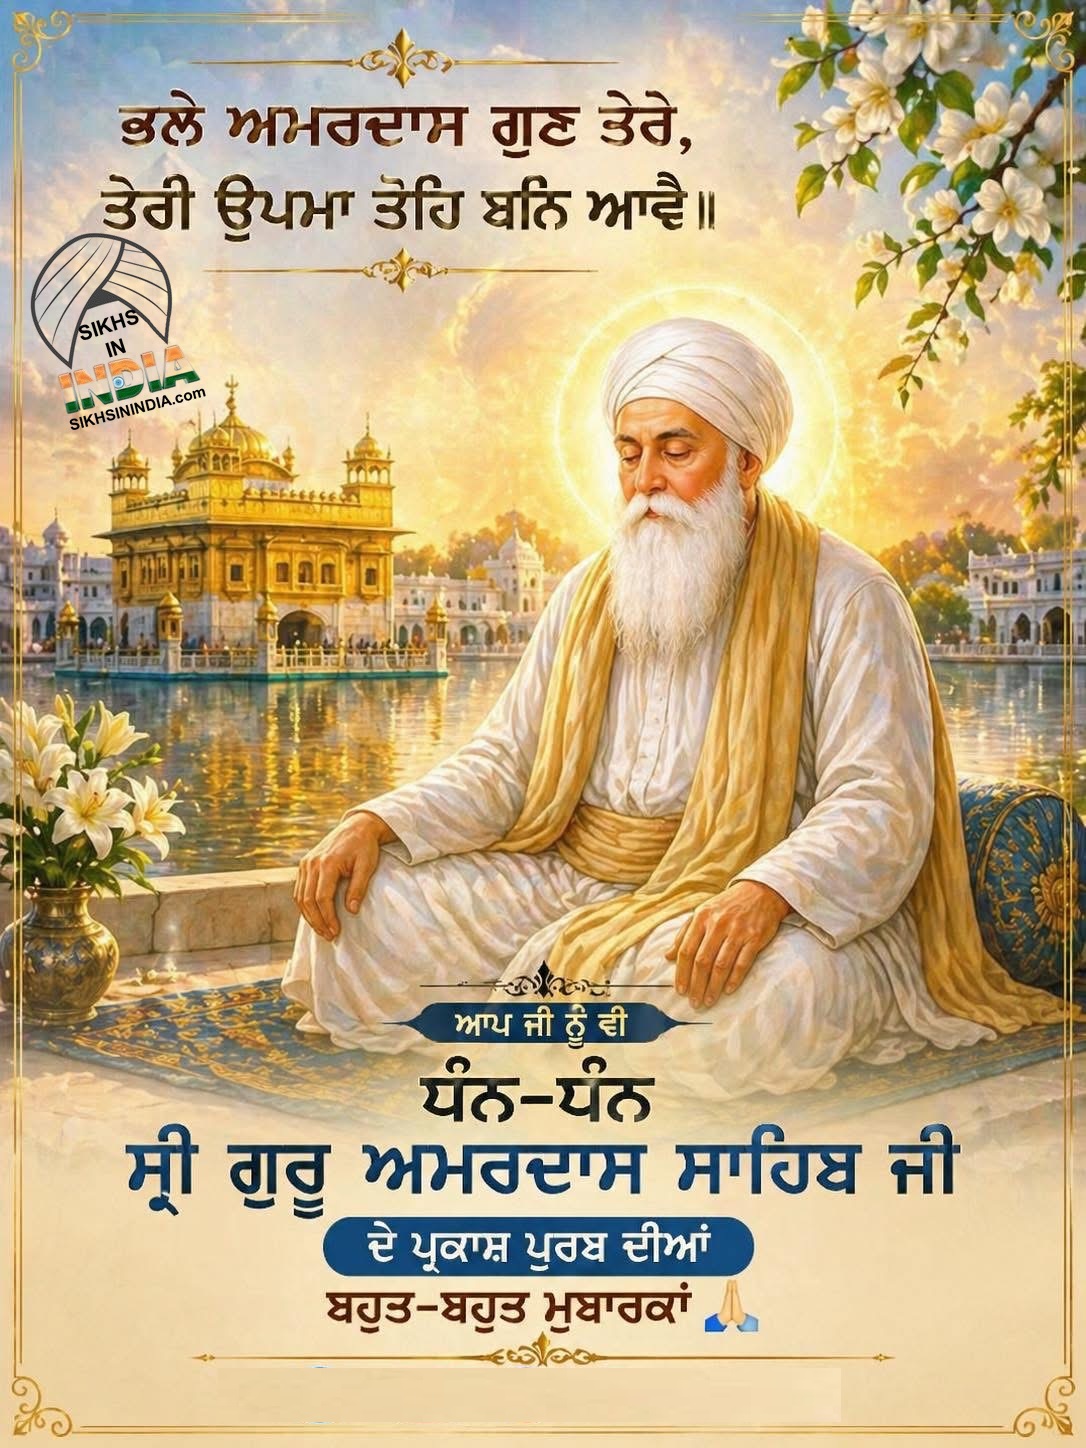 ਭਲੇ ਅਮਰਦਾਸ ਗੁਣ ਤੇਰੇ,
ਤੇਰੀ ਉਪਮਾ ਤੋਹਿ ਬਨਿ ਆਵੈ॥
SIKHS
IN
INDIA
SIKHSININDIA.com
ਆਪ ਜੀ ਨੂੰ ਵੀ
ਧੰਨ-ਧੰਨ
ਸ੍ਰੀ ਗੁਰੂ ਅਮਰਦਾਸ ਸਾਹਿਬ ਜੀ
ਦੇ ਪ੍ਰਕਾਸ਼ ਪੁਰਬ ਦੀਆਂ
ਬਹੁਤ-ਬਹੁਤ ਮੁਬਾਰਕਾਂ 🙏🏼